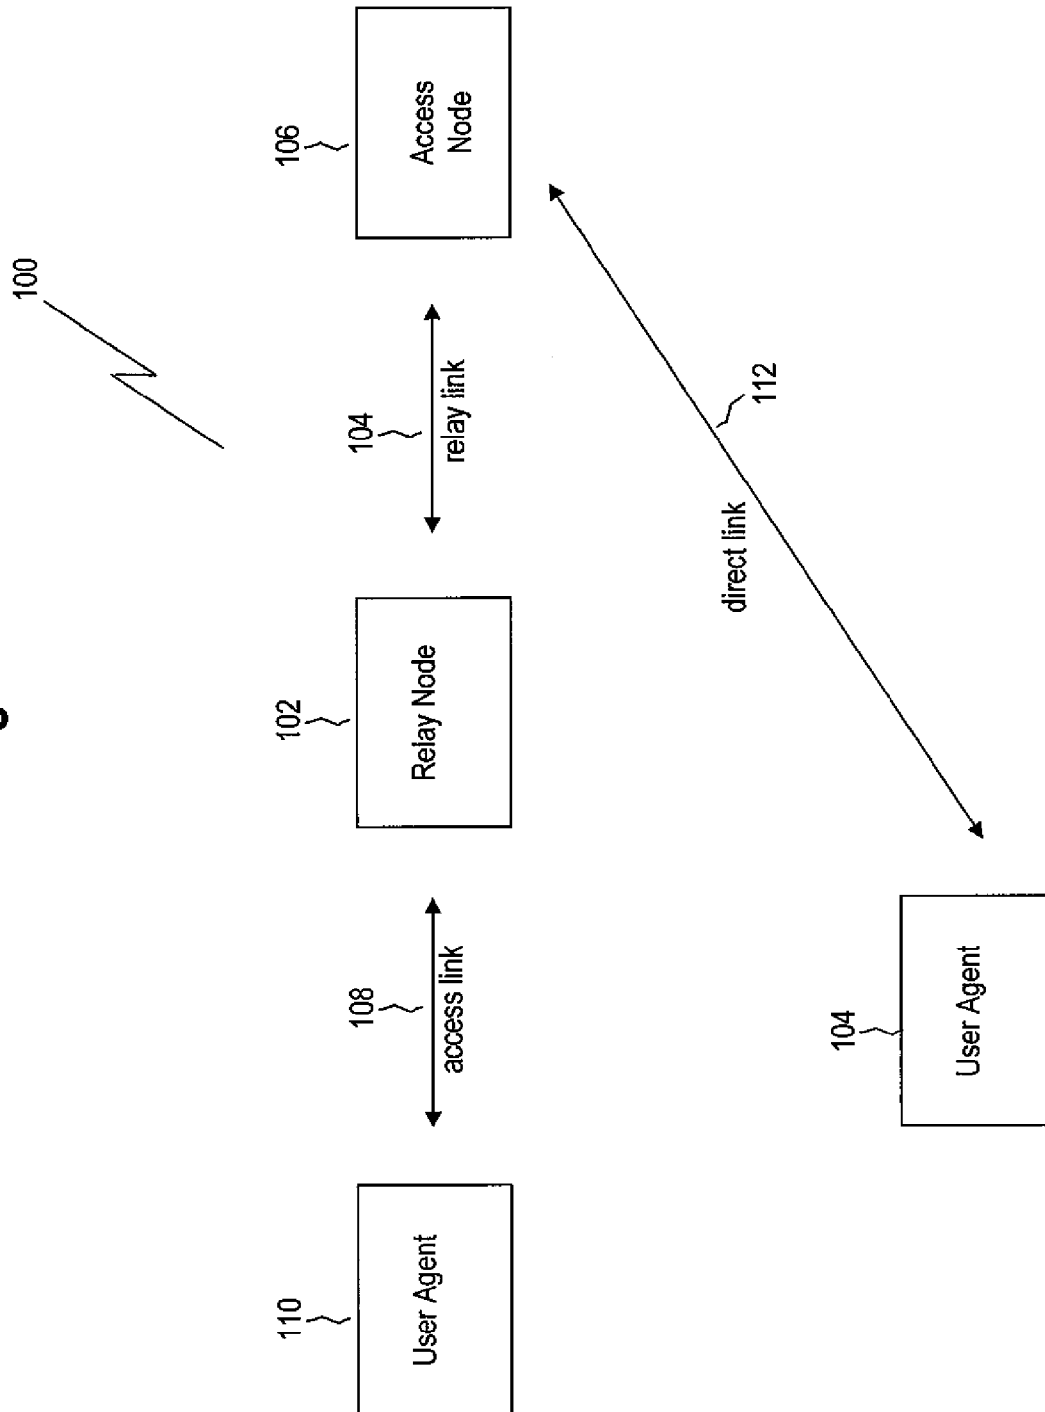 100
110
102
106
108
104
User Agent
access link
Relay Node
relay link
Access
Node
direct link
112
104
User Agent